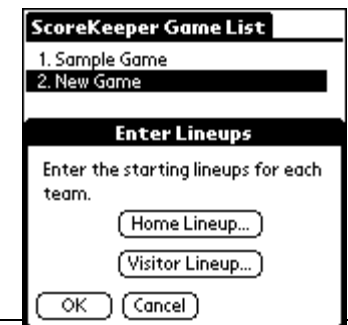 ScoreKeeper Game List
1. Sample Game
2. New Game
Enter Lineups
Enter the starting lineups for each
team.
Home Lineup...
Visitor Lineup...
OK Cancel